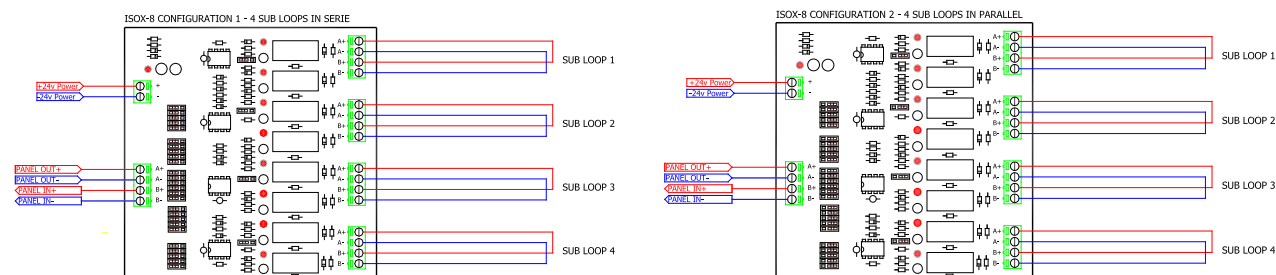 ISOX-8 CONFIGURATION 1 - 4 SUB LOOPS IN SERIE
A+
A-
B+
B-
SUB LOOP 1
+24v Power
-24v Power
+
-
A+
A-
B+
B-
SUB LOOP 2
PANEL OUT+
PANEL OUT-
PANEL IN+
PANEL IN-
A+
A-
B+
B-
A+
A-
B+
B-
SUB LOOP 3
A+
A-
B+
B-
SUB LOOP 4
ISOX-8 CONFIGURATION 2 - 4 SUB LOOPS IN PARALLEL
A+
A-
B+
B-
SUB LOOP 1
+24v Power
-24v Power
+
-
A+
A-
B+
B-
SUB LOOP 2
PANEL OUT+
PANEL OUT-
PANEL IN+
PANEL IN-
A+
A-
B+
B-
A+
A-
B+
B-
SUB LOOP 3
A+
A-
B+
B-
SUB LOOP 4